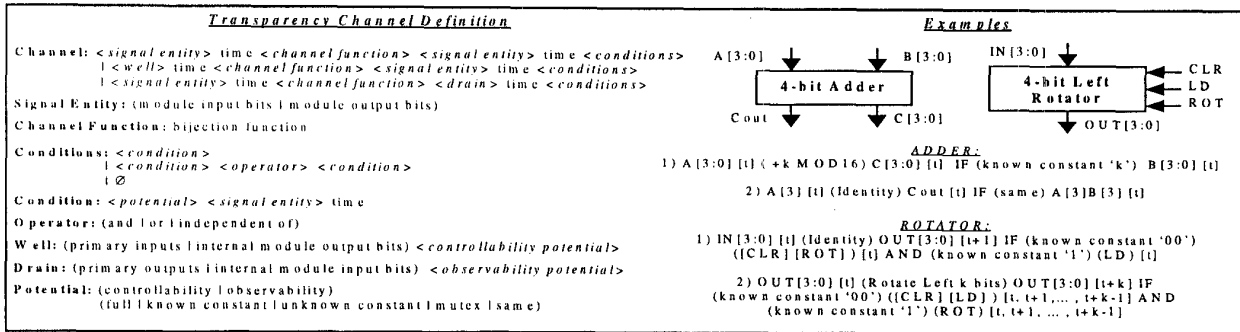 Transparency Channel Definition
Channel: <signal entity> time <channel function> <signal entity> time <conditions>
| <well> time <channel function> <signal entity> time <conditions>
| <signal entity> time <channel function> <drain> time <conditions>
Signal Entity: (module input bits | module output bits)
Channel Function: bijection function
Conditions: <condition>
| <condition> <operator> <condition>
| ∅
Condition: <potential> <signal entity> time
Operator: (and | or | independent of)
Well: (primary inputs | internal module output bits) <controllability potential>
Drain: (primary outputs | internal module input bits) <observability potential>
Potential: (controllability | observability)
(full | known constant | unknown constant | mutex | same)
Examples
A[3:0] B[3:0]
4-bit Adder
Cout C[3:0]
IN[3:0]
4-bit Left
Rotator
CLR
LD
ROT
OUT[3:0]
ADDER:
1) A[3:0] [t] (+k MOD16) C[3:0] [t] IF (known constant 'k') B[3:0] [t]
2) A[3] [t] (Identity) Cout [t] IF (same) A[3]B[3] [t]
ROTATOR:
1) IN[3:0] [t] (Identity) OUT[3:0] [t+1] IF (known constant '00')
([CLR] [ROT]) [t] AND (known constant '1') (LD) [t]
2) OUT[3:0] [t] (Rotate Left k bits) OUT[3:0] [t+k] IF
(known constant '00') ([CLR] [LD]) [t, t+1,..., t+k-1] AND
(known constant '1') (ROT) [t, t+1, ..., t+k-1]